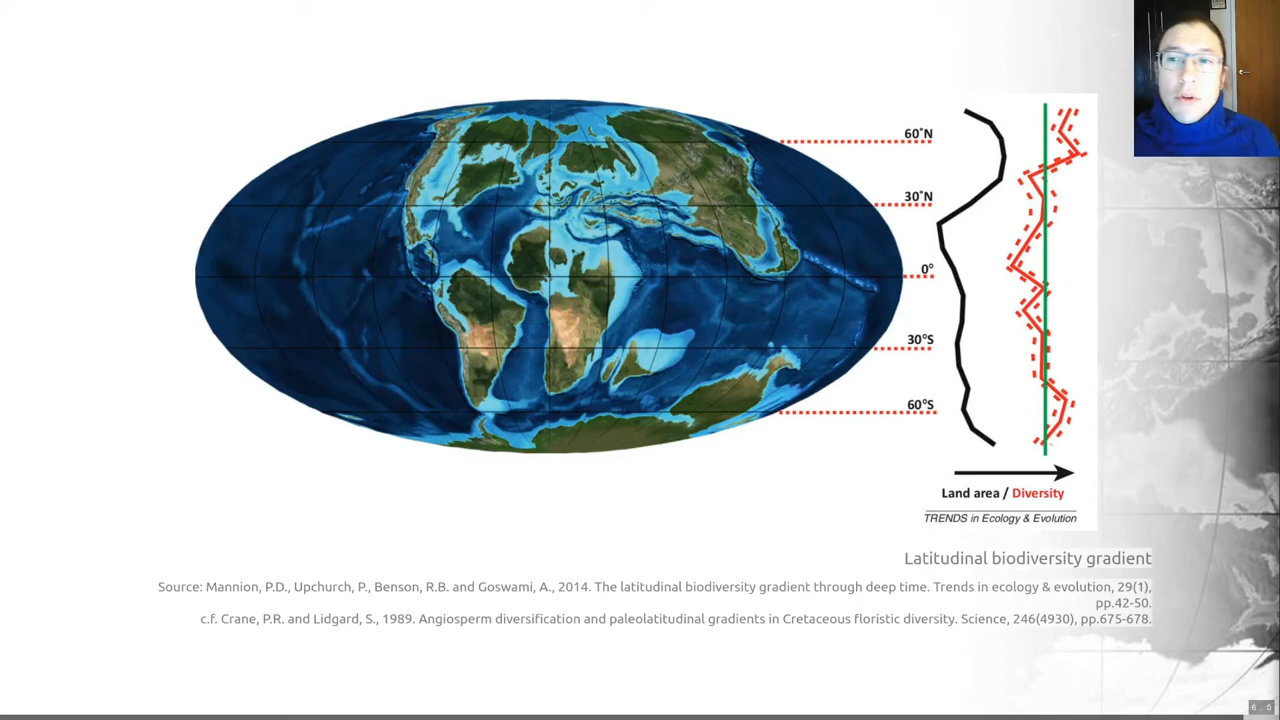 60°N
30°N
0°
30°S
60°S
Land area / Diversity
TRENDS in Ecology & Evolution
Latitudinal biodiversity gradient
Source: Mannion, P.D., Upchurch, P., Benson, R.B. and Goswami, A., 2014. The latitudinal biodiversity gradient through deep time. Trends in ecology & evolution, 29(1),
pp.42-50.
c.f. Crane, P.R. and Lidgard, S., 1989. Angiosperm diversification and paleolatitudinal gradients in Cretaceous floristic diversity. Science, 246(4930), pp.675-678.
6 . 5